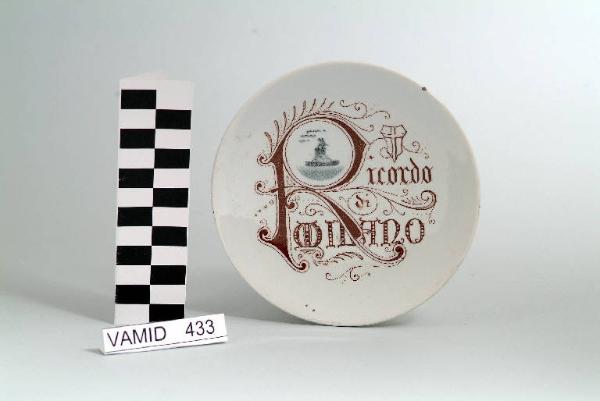 Ricordo
di
MILANO
VAMID 433